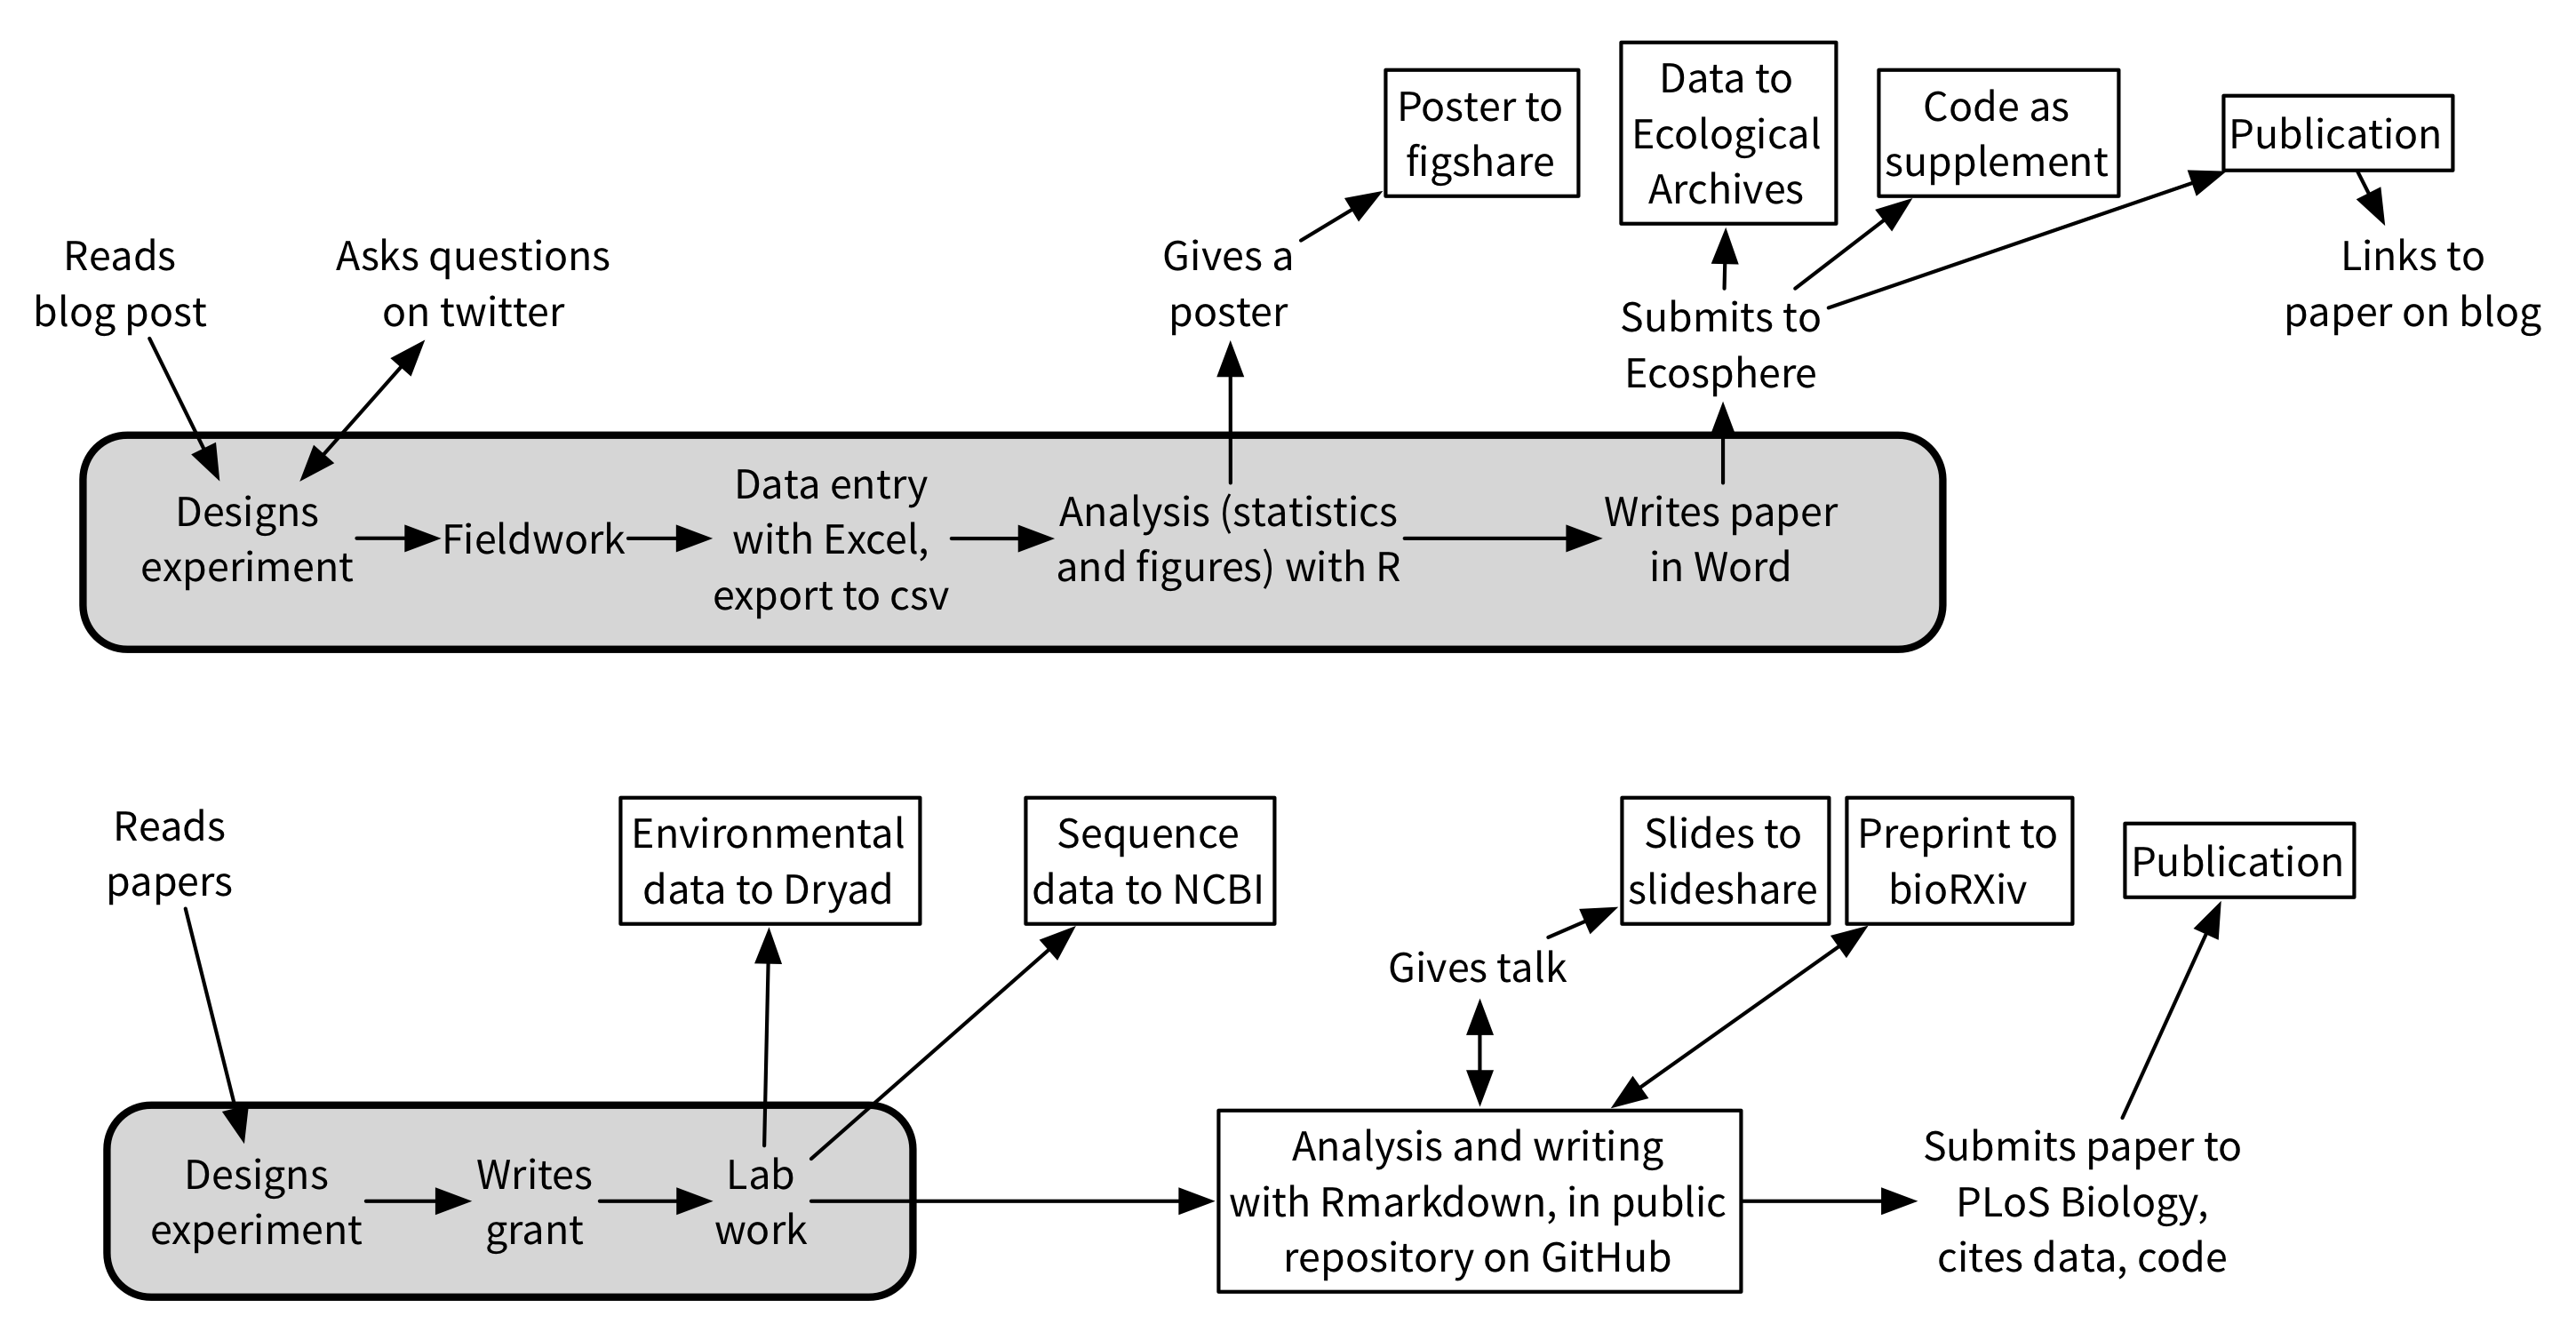 Poster to
figshare
Data to
Ecological
Archives
Code as
supplement
Publication
Reads
blog post
Asks questions
on twitter
Gives a
poster
Submits to
Ecosphere
Links to
paper on blog
Designs
experiment
Fieldwork
Data entry
with Excel,
export to csv
Analysis (statistics
and figures) with R
Writes paper
in Word
Reads
papers
Environmental
data to Dryad
Sequence
data to NCBI
Slides to
slideshare
Preprint to
bioRXiv
Publication
Gives talk
Designs
experiment
Writes
grant
Lab
work
Analysis and writing
with Rmarkdown, in public
repository on GitHub
Submits paper to
PLoS Biology,
cites data, code